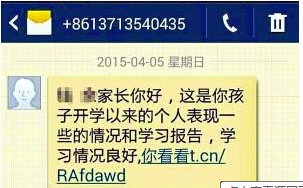 +8613713540435
2015-04-05 星期日
家长你好，这是你孩
子开学以来的个人表现一
些的情况和学习报告，学
习情况良好,你看看t.cn/
RAfdawd